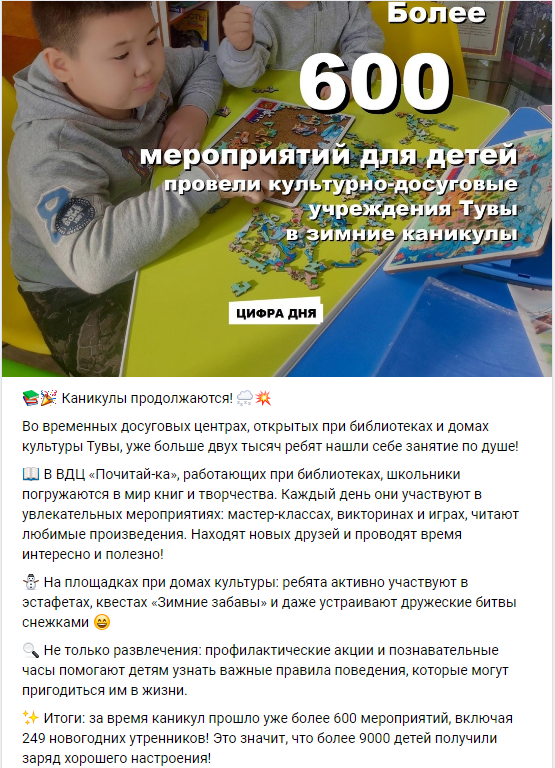 Более
600
мероприятий для детей
провели культурно-досуговые
учреждения Тувы
в зимние каникулы
ЦИФРА ДНЯ
📚🎉 Каникулы продолжаются! 🌨️💥
Во временных досуговых центрах, открытых при библиотеках и домах
культуры Тувы, уже больше двух тысяч ребят нашли себе занятие по душе!
📖 В ВДЦ «Почитай-ка», работающих при библиотеках, школьники
погружаются в мир книг и творчества. Каждый день они участвуют в
увлекательных мероприятиях: мастер-классах, викторинах и играх, читают
любимые произведения. Находят новых друзей и проводят время
интересно и полезно!
⛄ На площадках при домах культуры: ребята активно участвуют в
эстафетах, квестах «Зимние забавы» и даже устраивают дружеские битвы
снежками 😄
🔍 Не только развлечения: профилактические акции и познавательные
часы помогают детям узнать важные правила поведения, которые могут
пригодиться им в жизни.
✨ Итоги: за время каникул прошло уже более 600 мероприятий, включая
249 новогодних утренников! Это значит, что более 9000 детей получили
заряд хорошего настроения!